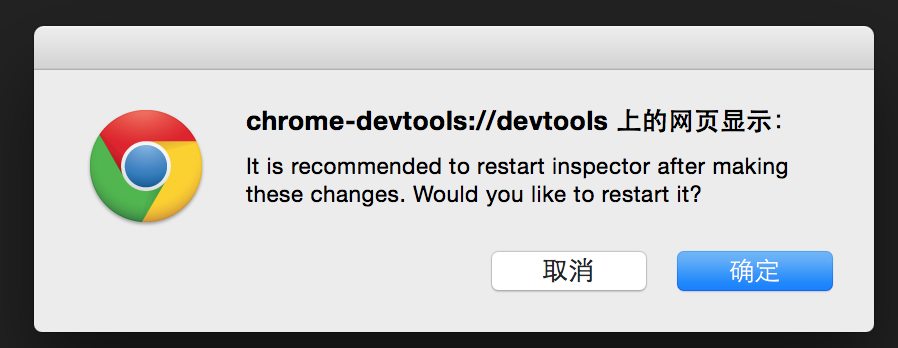 chrome-devtools://devtools 上的网页显示：
It is recommended to restart inspector after making
these changes. Would you like to restart it?
取消 确定